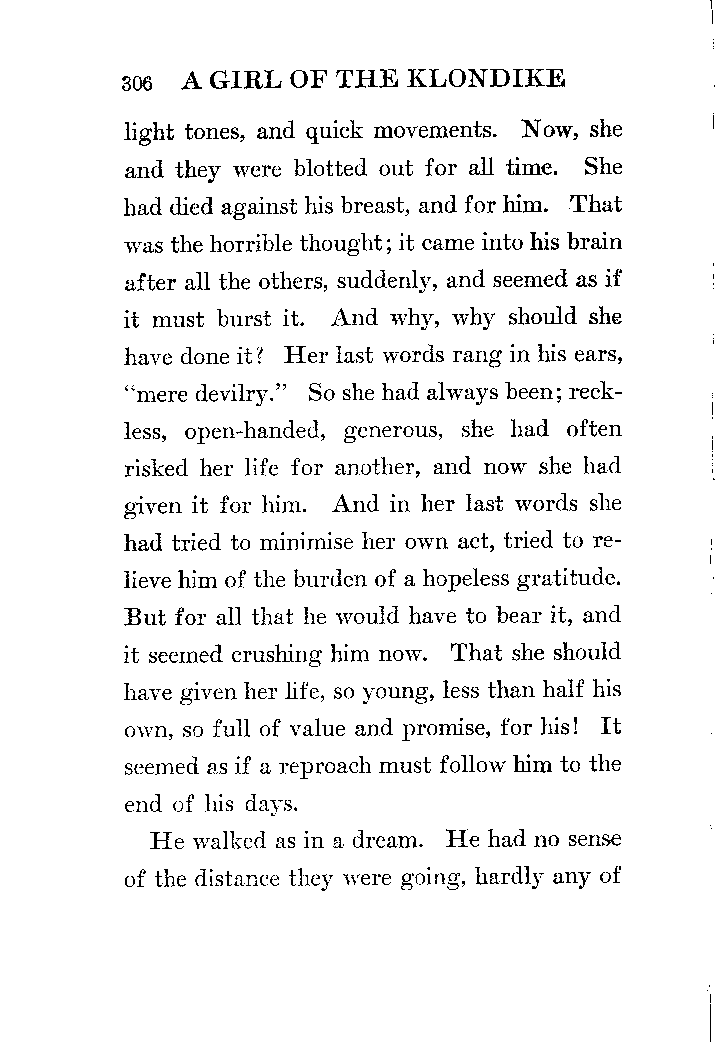 306 A GIRL OF THE KLONDIKE
light tones, and quick movements. Now, she
and they were blotted out for all time. She
had died against his breast, and for him. That
was the horrible thought; it came into his brain
after all the others, suddenly, and seemed as if
it must burst it. And why, why should she
have done it? Her last words rang in his ears,
“mere devilry.” So she had always been; reck-
less, open-handed, generous, she had often
risked her life for another, and now she had
given it for him. And in her last words she
had tried to minimise her own act, tried to re-
lieve him of the burden of a hopeless gratitude.
But for all that he would have to bear it, and
it seemed crushing him now. That she should
have given her life, so young, less than half his
own, so full of value and promise, for his! It
seemed as if a reproach must follow him to the
end of his days.
He walked as in a dream. He had no sense
of the distance they were going, hardly any of